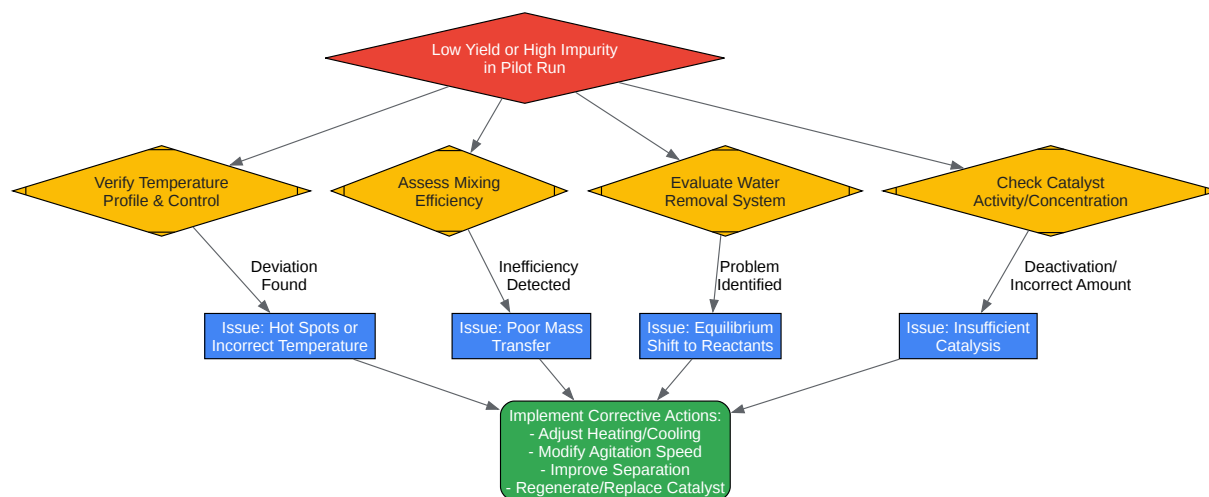 Low Yield or High Impurity
in Pilot Run
Verify Temperature
Profile & Control
Assess Mixing
Efficiency
Evaluate Water
Removal System
Check Catalyst
Activity/Concentration
Deviation
Found
Inefficiency
Detected
Problem
Identified
Deactivation/
Incorrect Amount
Issue: Hot Spots or
Incorrect Temperature
Issue: Poor Mass
Transfer
Issue: Equilibrium
Shift to Reactants
Issue: Insufficient
Catalysis
Implement Corrective Actions:
- Adjust Heating/Cooling
- Modify Agitation Speed
- Improve Separation
- Regenerate/Replace Catalyst